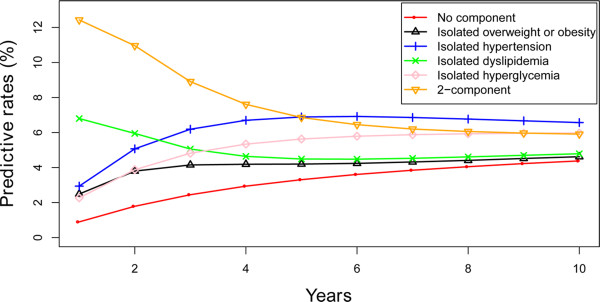 No component
Isolated overweight or obesity
Isolated hypertension
Isolated dyslipidemia
Isolated hyperglycemia
2−component
Predictive rates (%)
12
10
8
6
4
2
0
2
4
6
8
10
Years